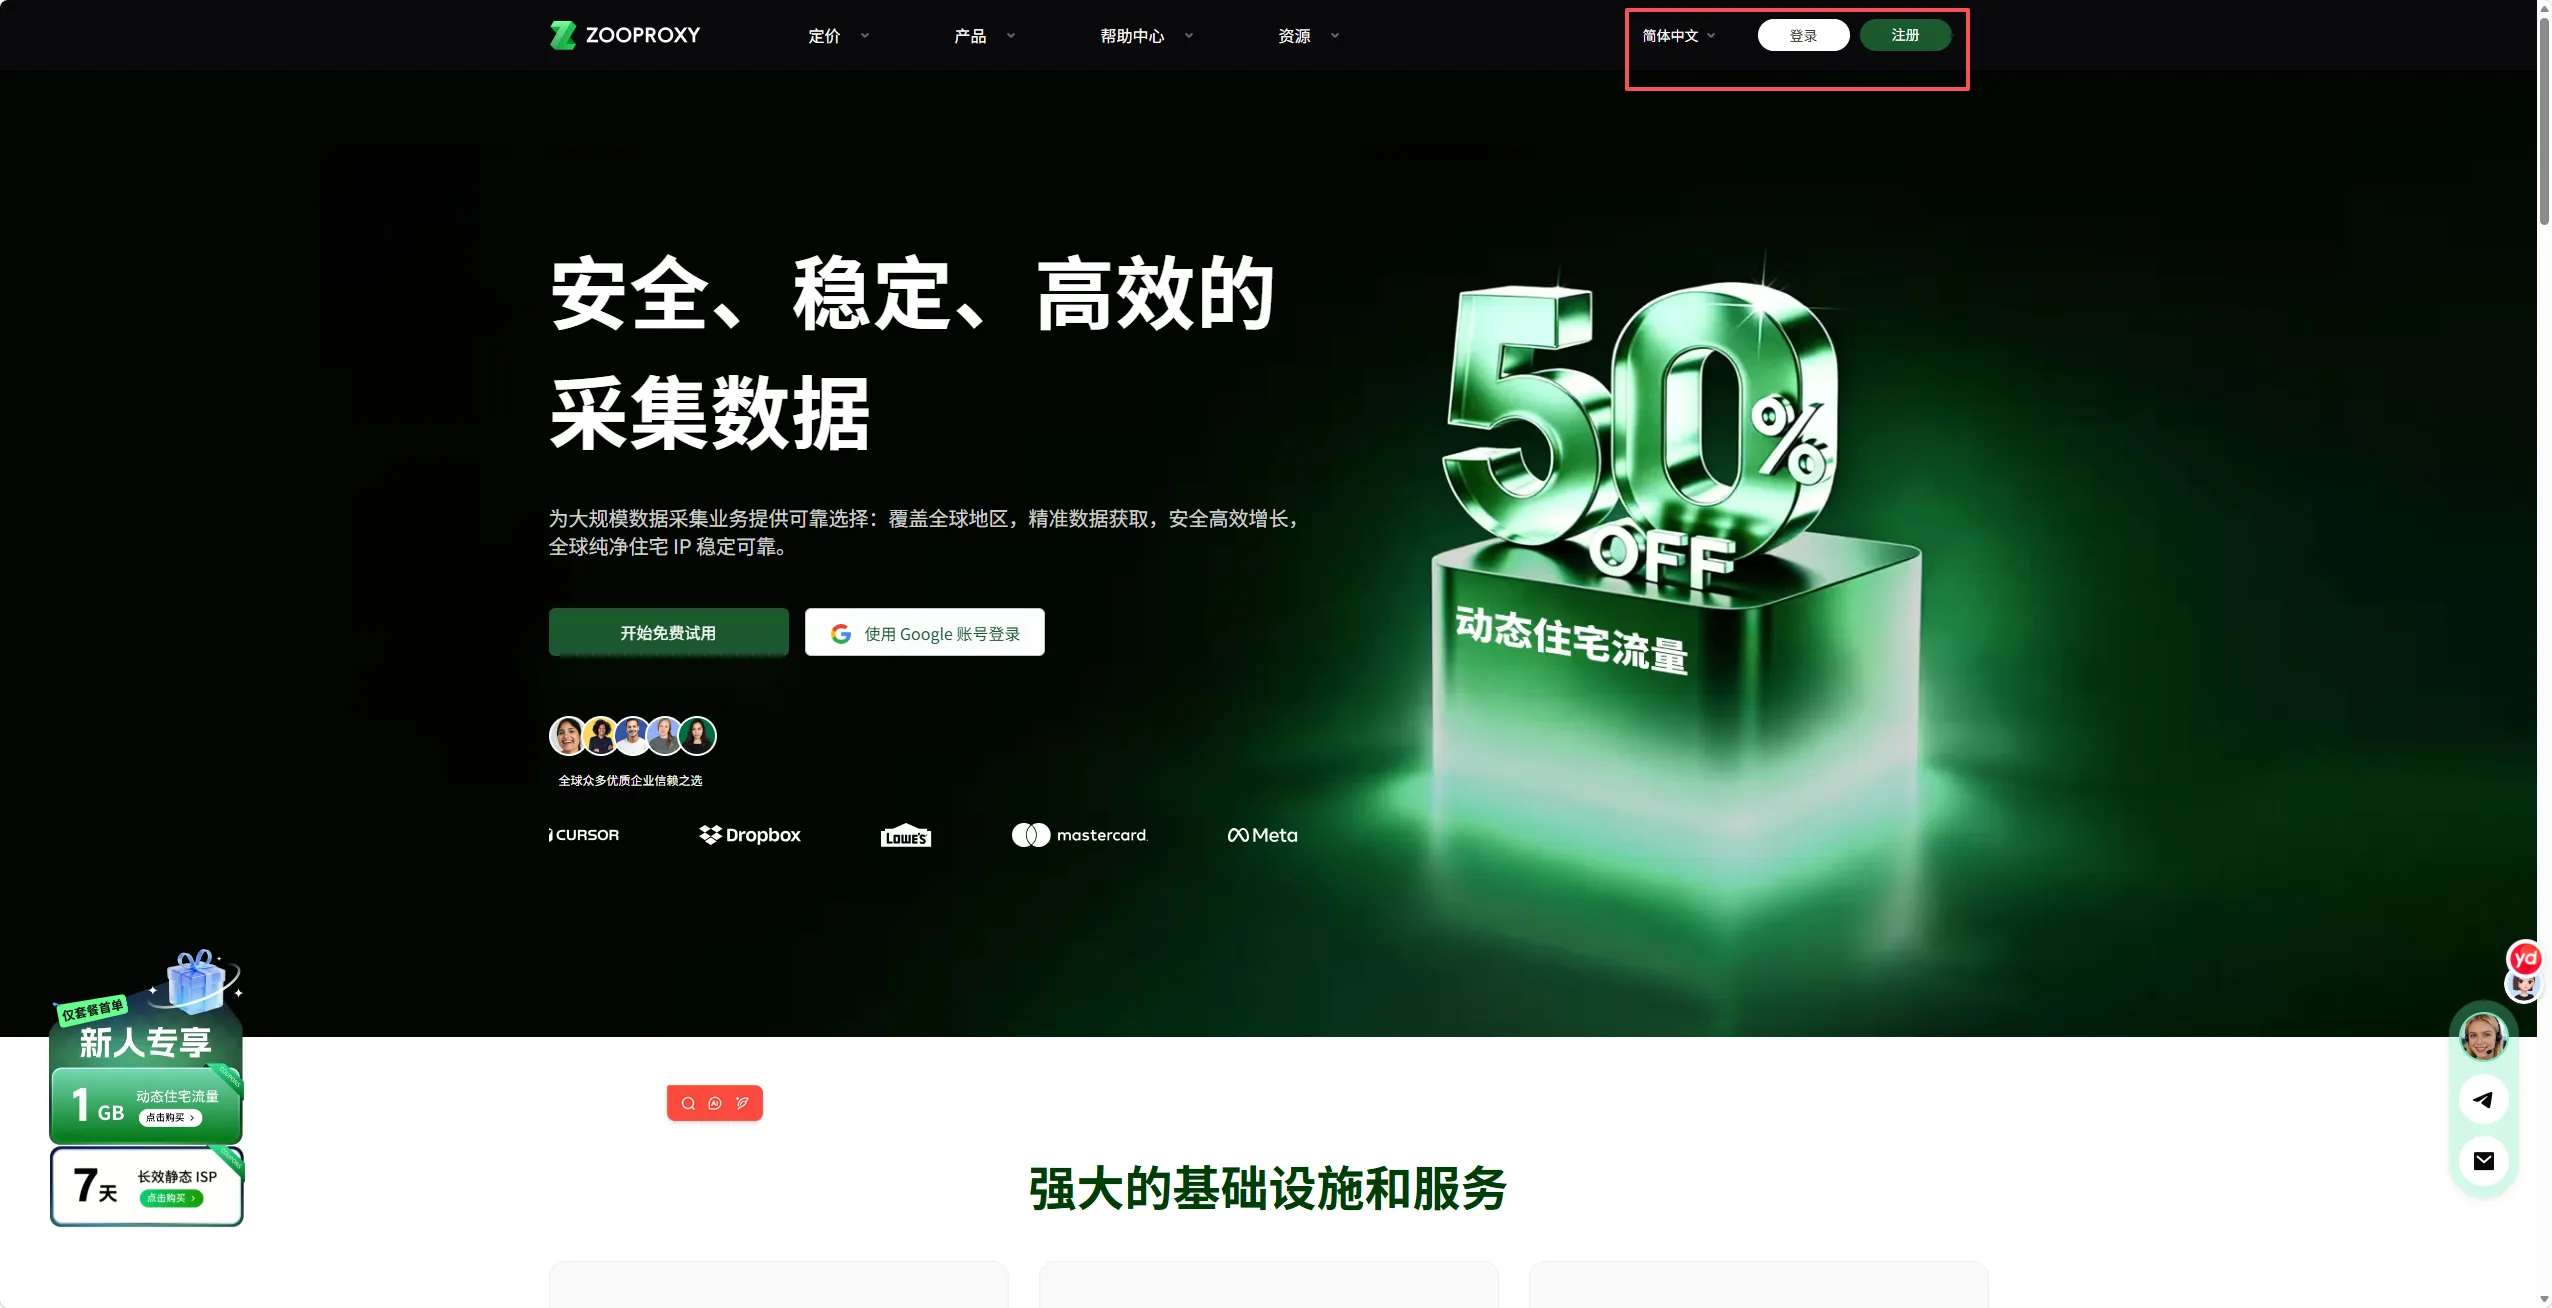 ZOOPROXY
定价
产品
帮助中心
资源
简体中文
登录
注册
安全、稳定、高效的
采集数据
为大规模数据采集业务提供可靠选择：覆盖全球地区，精准数据获取，安全高效增长，
全球纯净住宅 IP 稳定可靠。
开始免费试用
使用 Google 账号登录
全球众多优质企业信赖之选
CURSOR
Dropbox
LOWE'S
mastercard.
Meta
50%
OFF
动态住宅流量
仅套餐首单
新人专享
COUPONS
1 GB
动态住宅流量
点击购买 >
COUPONS
7天
长效静态 ISP
点击购买 >
yd
AI
强大的基础设施和服务